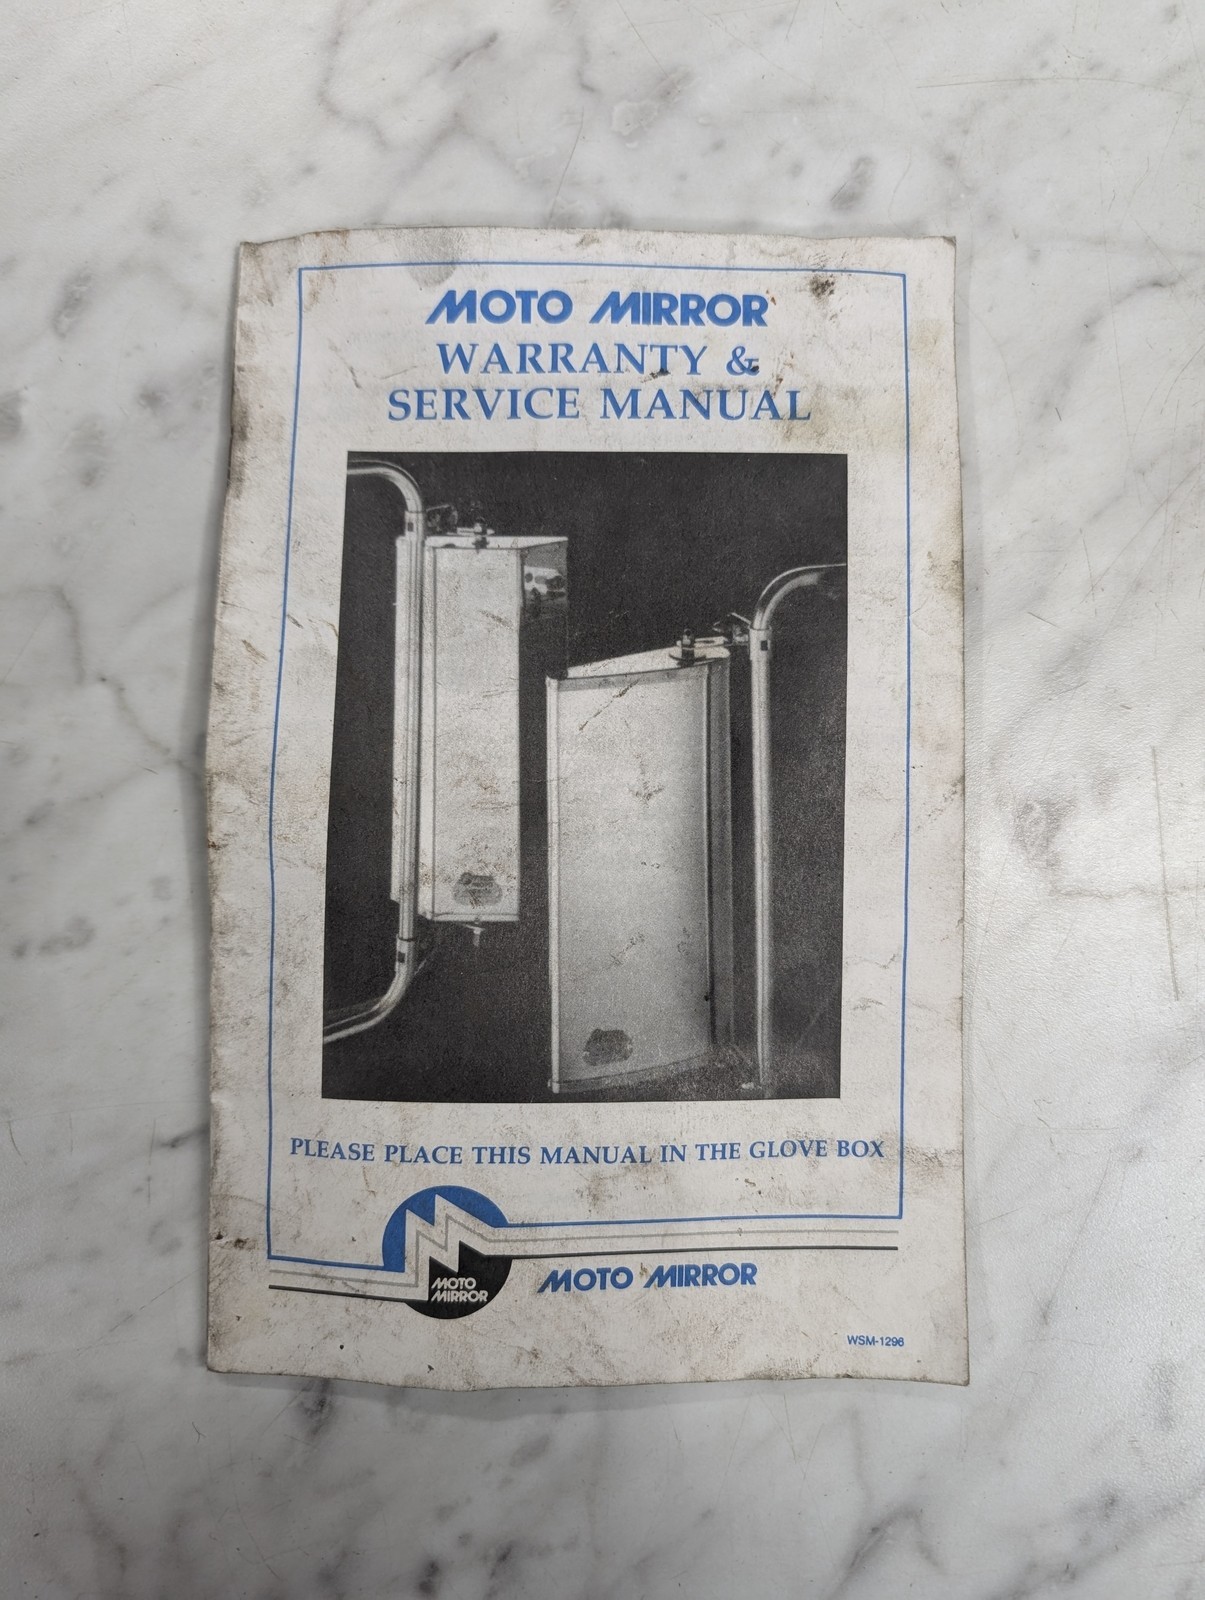 MOTO MIRROR
WARRANTY &
SERVICE MANUAL
PLEASE PLACE THIS MANUAL IN THE GLOVE BOX
MOTO
MIRROR
MOTO MIRROR
WSM-1296